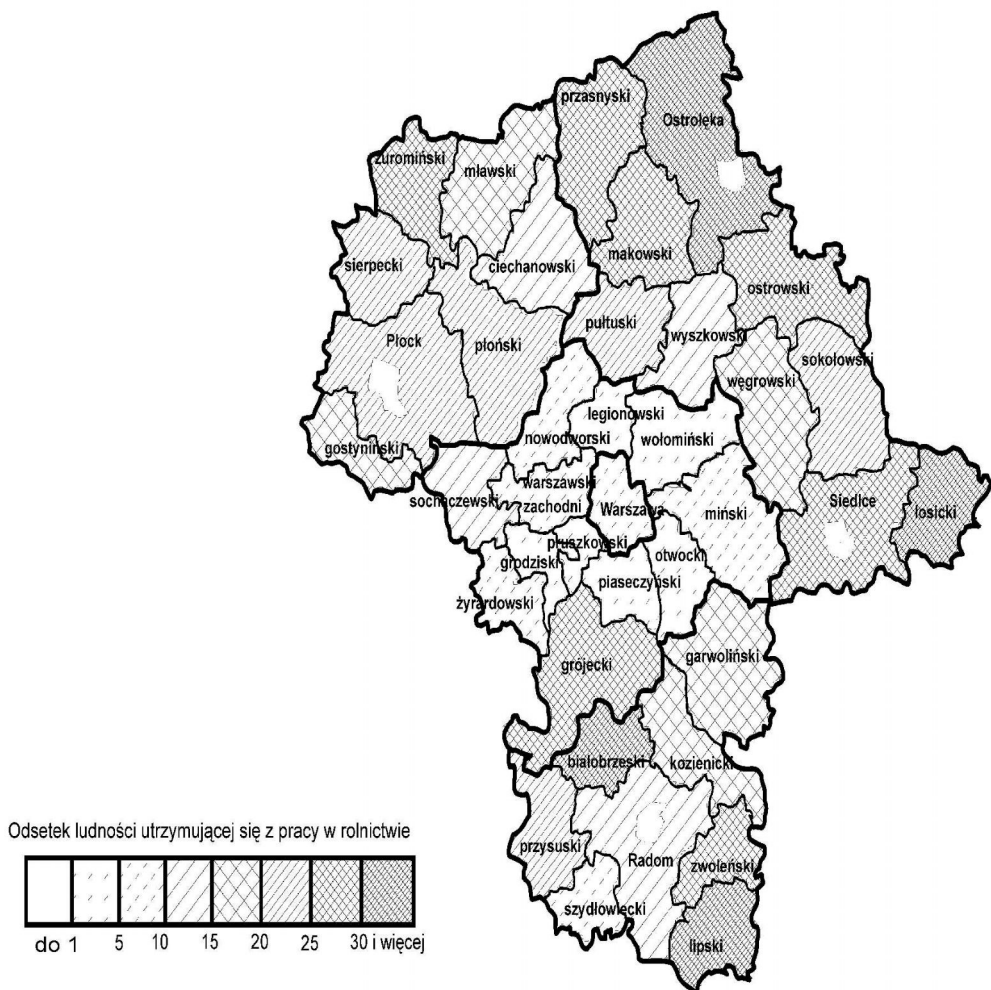 przasnyski
Ostrołęka
żuromiński
mławski
sierpecki
ciechanowski
makowski
ostrowski
Płock
płoński
pułtuski
wyszkowski
sokołowski
węgrowski
legionowski
nowodworski
wołomiński
gostyniński
sochaczewski
warszawski
zachodni
Warszawa
miński
Siedlce
łosicki
pruszkowski
grodziski
otwocki
piaseczyński
żyrardowski
grójecki
garwoliński
białobrzeski
kozienicki
przysuski
Radom
zwoleński
szydłowiecki
lipski
Odsetek ludności utrzymującej się z pracy w rolnictwie
do 1 5 10 15 20 25 30 i więcej